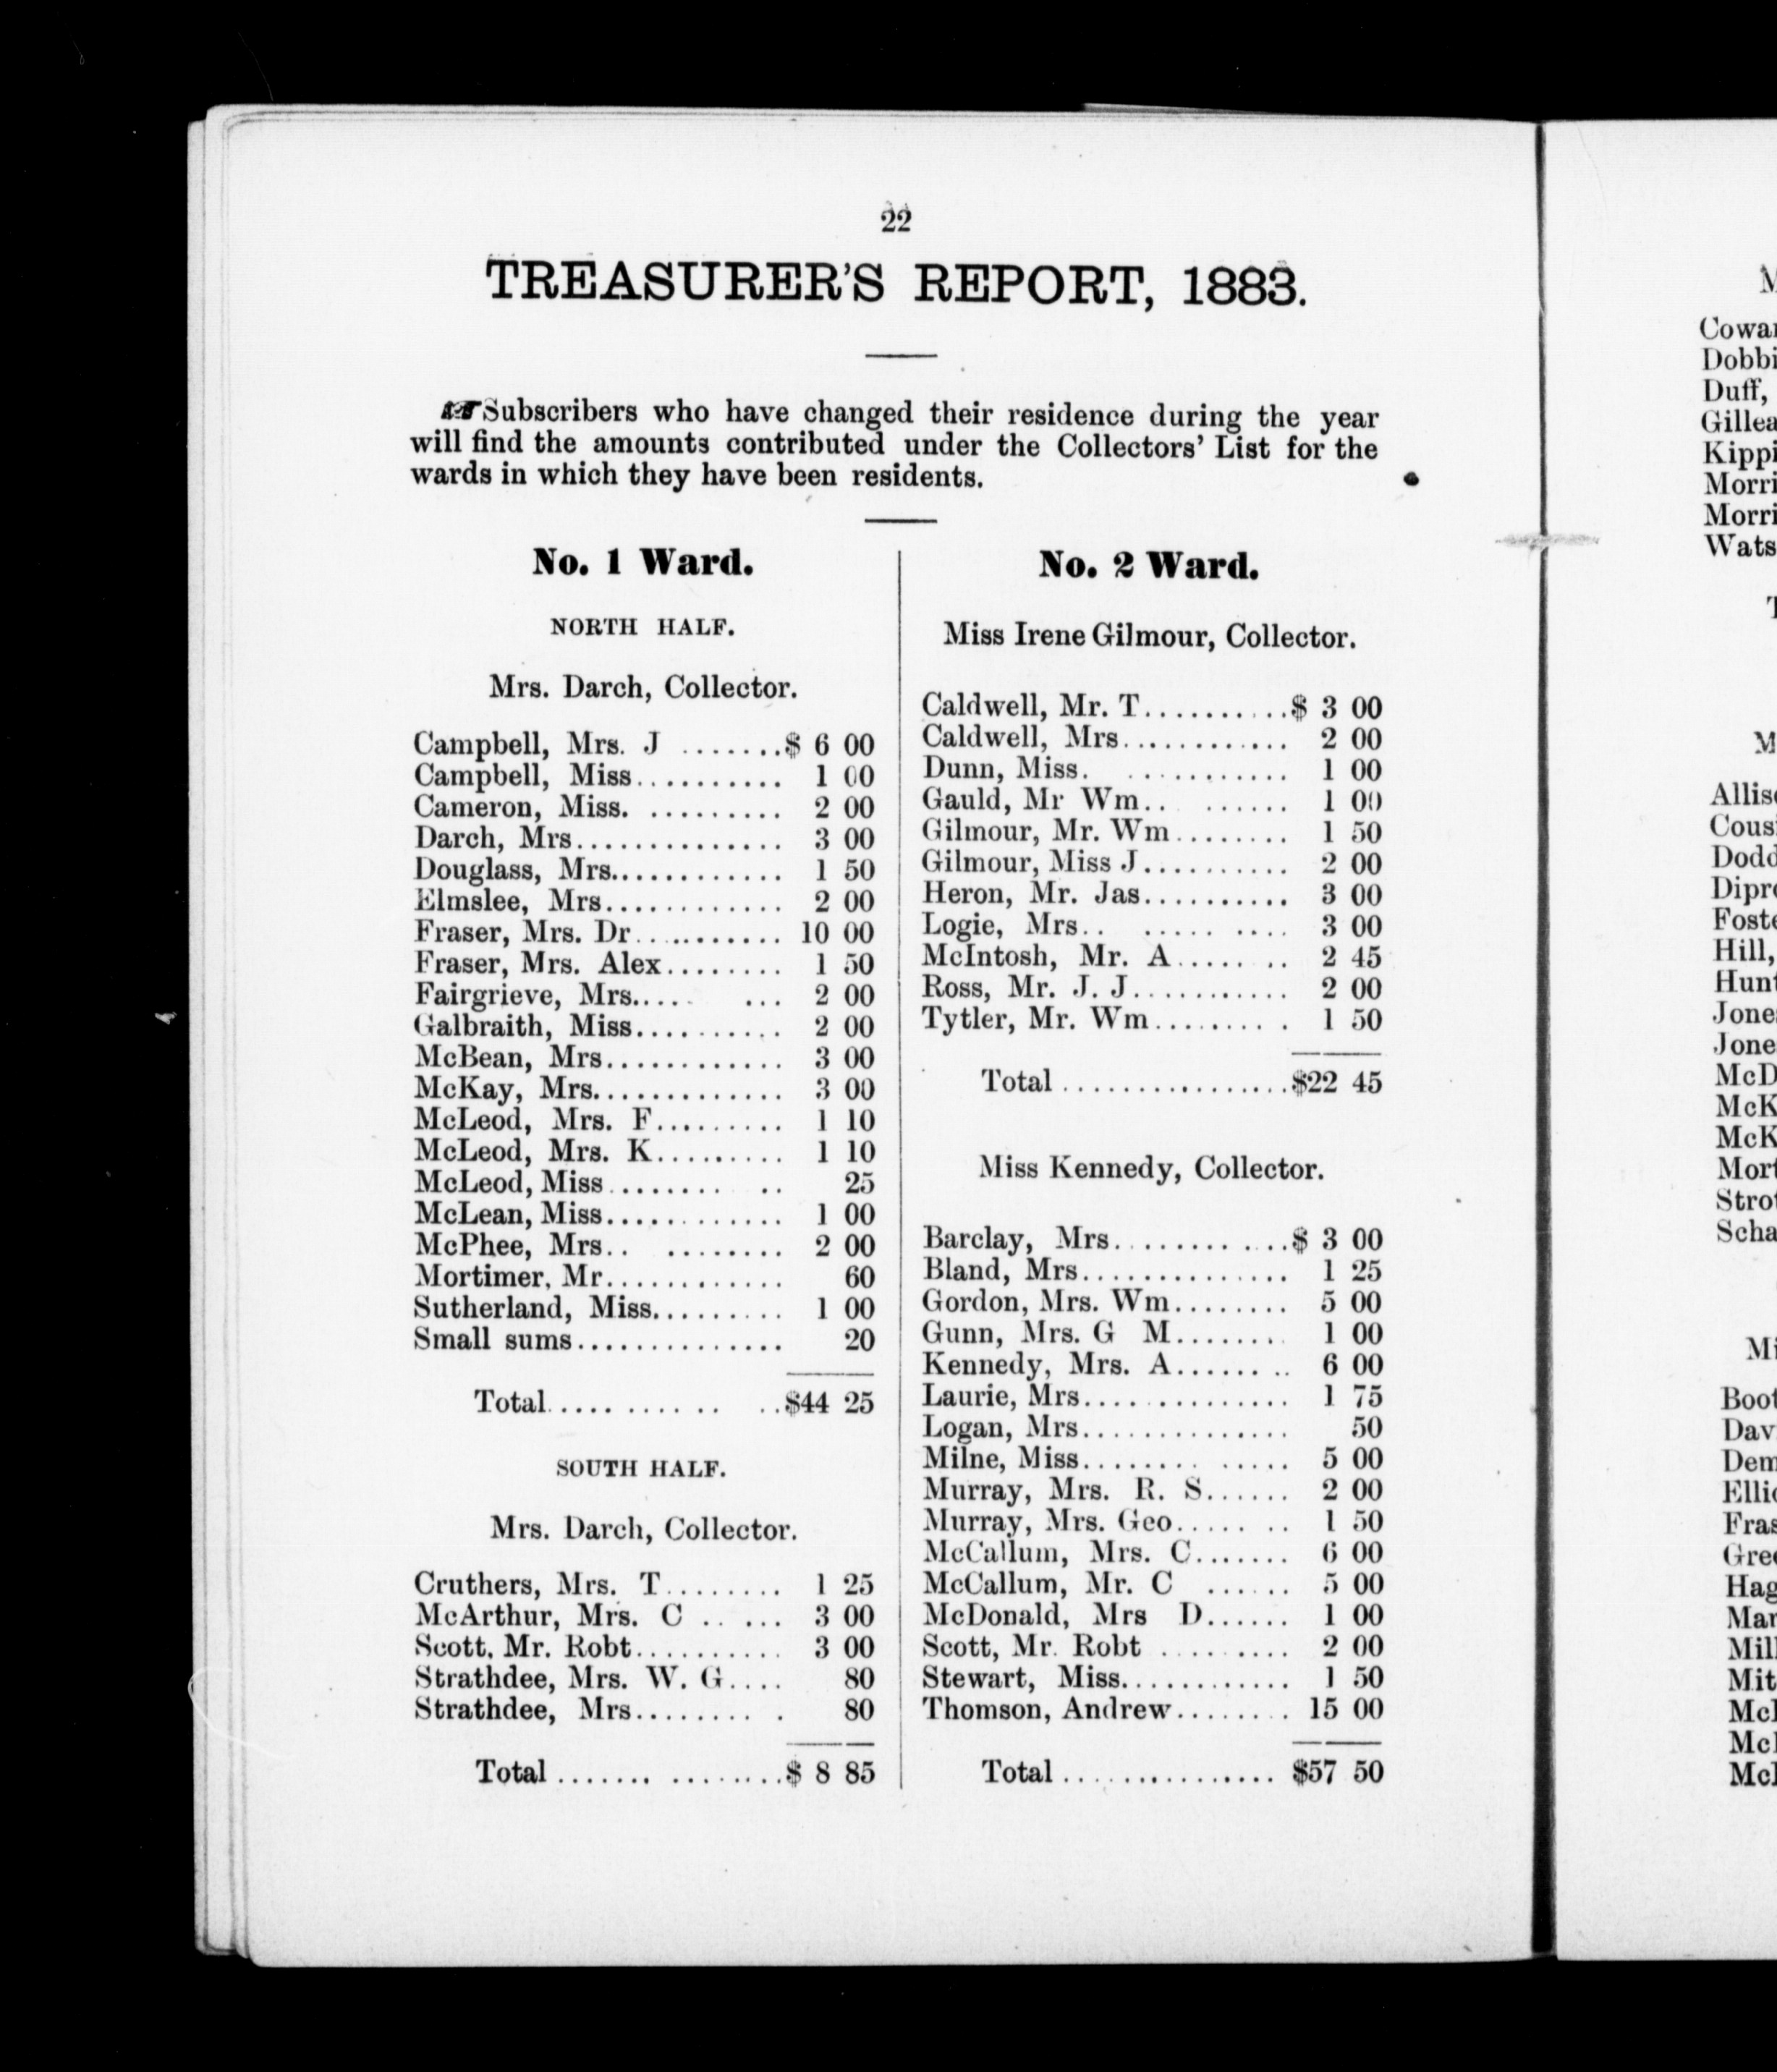 22
TREASURER'S REPORT, 1883.
Subscribers who have changed their residence during the year
will find the amounts contributed under the Collectors' List for the
wards in which they have been residents.
No. 1 Ward.
NORTH HALF.
Mrs. Darch, Collector.
Campbell, Mrs. J .......$ 6 00
Campbell, Miss.......... 1 00
Cameron, Miss. ......... 2 00
Darch, Mrs.............. 3 00
Douglass, Mrs............ 1 50
Elmslee, Mrs............ 2 00
Fraser, Mrs. Dr........... 10 00
Fraser, Mrs. Alex........ 1 50
Fairgrieve, Mrs..... ... 2 00
Galbraith, Miss.......... 2 00
McBean, Mrs............ 3 00
McKay, Mrs............. 3 00
McLeod, Mrs. F......... 1 10
McLeod, Mrs. K......... 1 10
McLeod, Miss........ .. 25
McLean, Miss............ 1 00
McPhee, Mrs.. ........ 2 00
Mortimer, Mr............ 60
Sutherland, Miss......... 1 00
Small sums.............. 20
Total........... ..$44 25
SOUTH HALF.
Mrs. Darch, Collector.
Cruthers, Mrs. T........ 1 25
McArthur, Mrs. C .. ... 3 00
Scott, Mr. Robt.......... 3 00
Strathdee, Mrs. W. G.... 80
Strathdee, Mrs........ . 80
Total ....... ........$ 8 85
No. 2 Ward.
Miss Irene Gilmour, Collector.
Caldwell, Mr. T...........$ 3 00
Caldwell, Mrs............ 2 00
Dunn, Miss. ........... 1 00
Gauld, Mr Wm.. ...... 1 00
Gilmour, Mr. Wm........ 1 50
Gilmour, Miss J.......... 2 00
Heron, Mr. Jas.......... 3 00
Logie, Mrs.. ..... .... 3 00
McIntosh, Mr. A..... .. 2 45
Ross, Mr. J. J........... 2 00
Tytler, Mr. Wm......... . 1 50
Total ................$22 45
Miss Kennedy, Collector.
Barclay, Mrs......... ...$ 3 00
Bland, Mrs.............. 1 25
Gordon, Mrs. Wm........ 5 00
Gunn, Mrs. G M........ 1 00
Kennedy, Mrs. A...... .. 6 00
Laurie, Mrs.............. 1 75
Logan, Mrs.............. 50
Milne, Miss........ ..... 5 00
Murray, Mrs. R. S...... 2 00
Murray, Mrs. Geo..... .. 1 50
McCallum, Mrs. C....... 6 00
McCallum, Mr. C ...... 5 00
McDonald, Mrs D...... 1 00
Scott, Mr. Robt ......... 2 00
Stewart, Miss............ 1 50
Thomson, Andrew........ 15 00
Total ................ $57 50